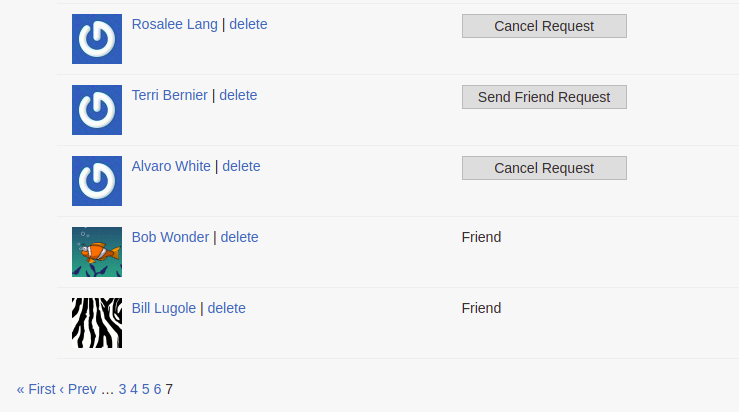 Rosalee Lang | delete Cancel Request
Terri Bernier | delete Send Friend Request
Alvaro White | delete Cancel Request
Bob Wonder | delete Friend
Bill Lugole | delete Friend
« First ‹ Prev … 3 4 5 6 7